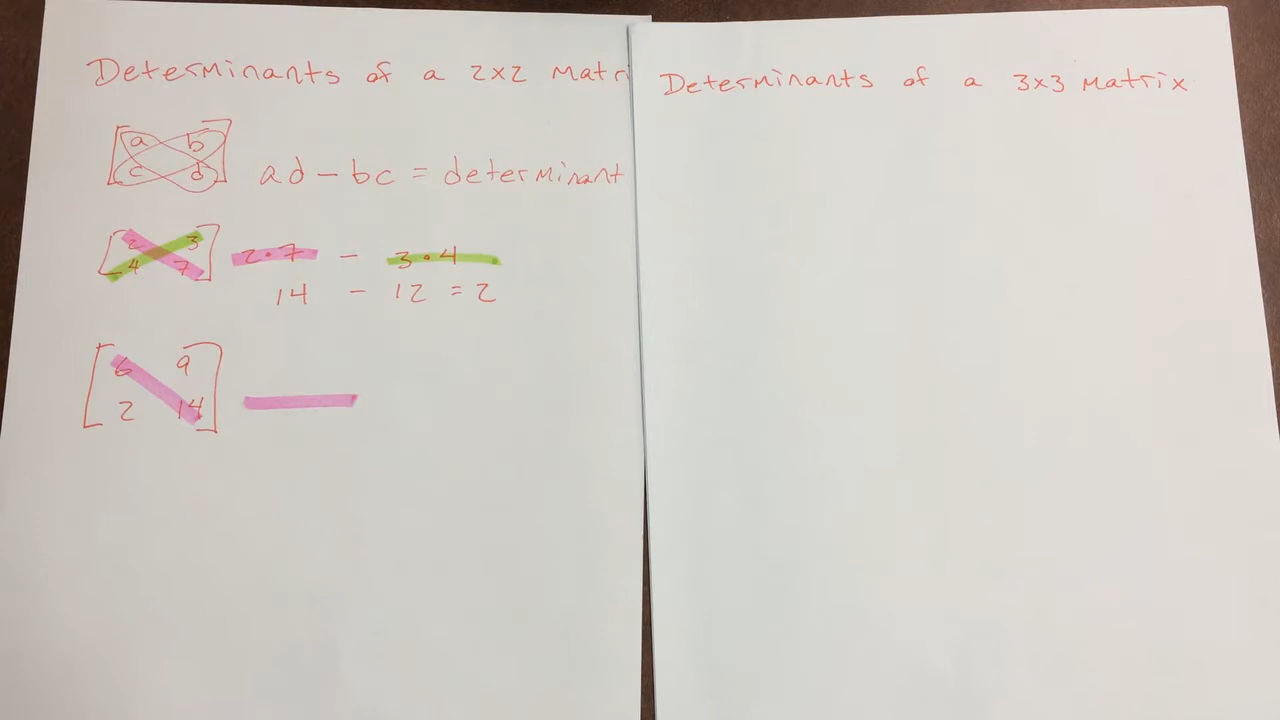 Determinants of a 2x2 Matri
[a b
c d] ad - bc = determinant
[2 3
4 7] 2·7 - 3·4
14 - 12 = 2
[6 9
2 14]
Determinants of a 3x3 Matrix